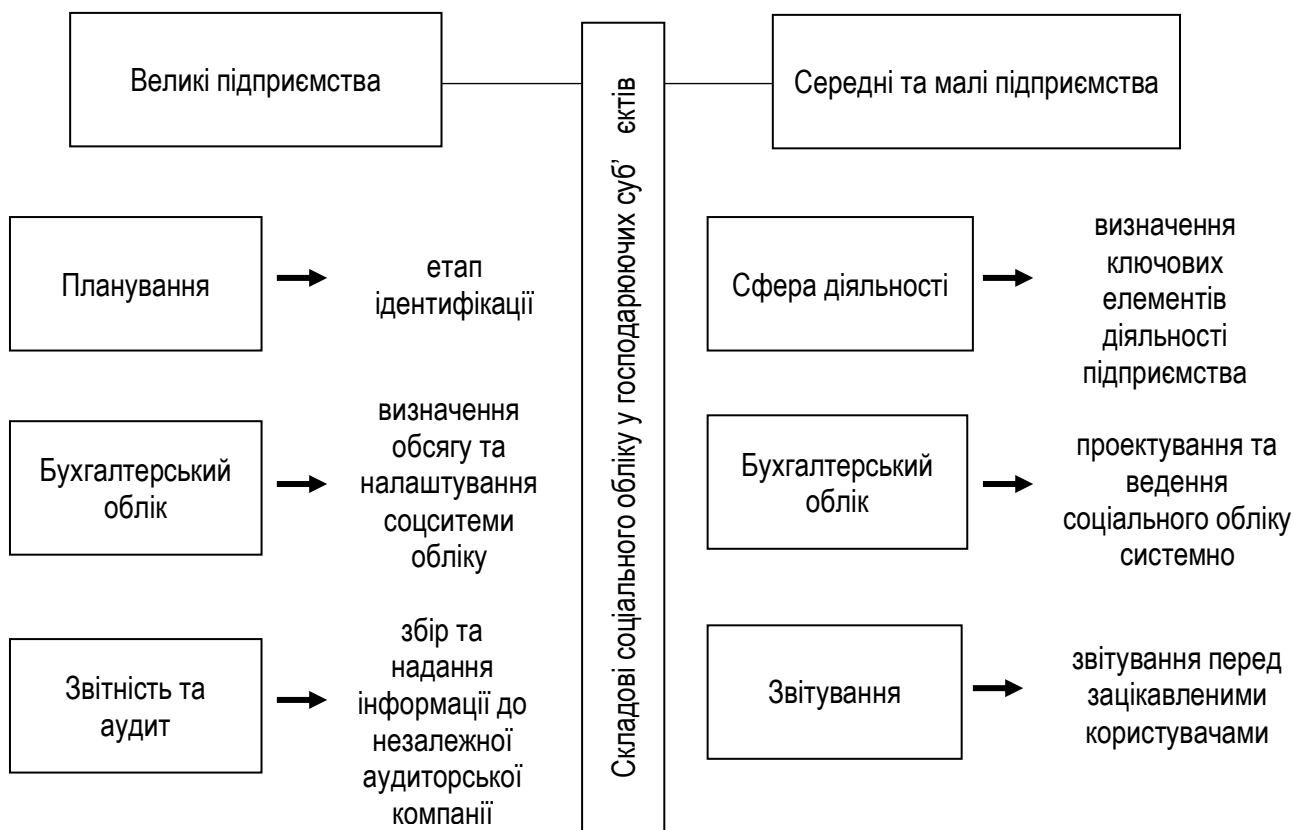 Великі підприємства
Складові соціального обліку у господарюючих суб’ єктів
Середні та малі підприємства
Планування
етап
ідентифікації
Бухгалтерський
облік
визначення
обсягу та
налаштування
соцситеми
обліку
Звітність та
аудит
збір та
надання
інформації до
незалежної
аудиторської
компанії
Сфера діяльності
визначення
ключових
елементів
діяльності
підприємства
Бухгалтерський
облік
проектування та
ведення
соціального обліку
системно
Звітування
звітування перед
зацікавленими
користувачами